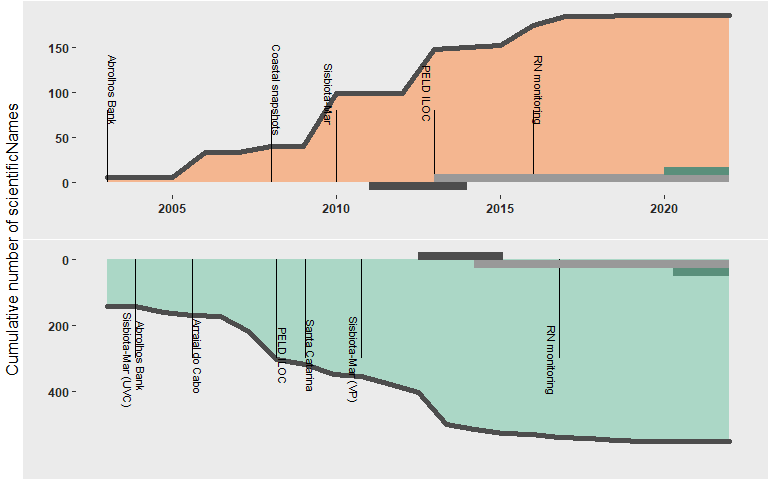 Cumulative number of scientificNames
150
100
50
0
Abrolhos Bank
Coastal snapshots
Sisbiota-Mar
PELD ILOC
RN monitoring
2005
2010
2015
2020
0
200
400
Sisbiota-Mar (UVC)
Abrolhos Bank
Arraial do Cabo
PELD ILOC
Santa Catarina
Sisbiota-Mar (VP)
RN monitoring